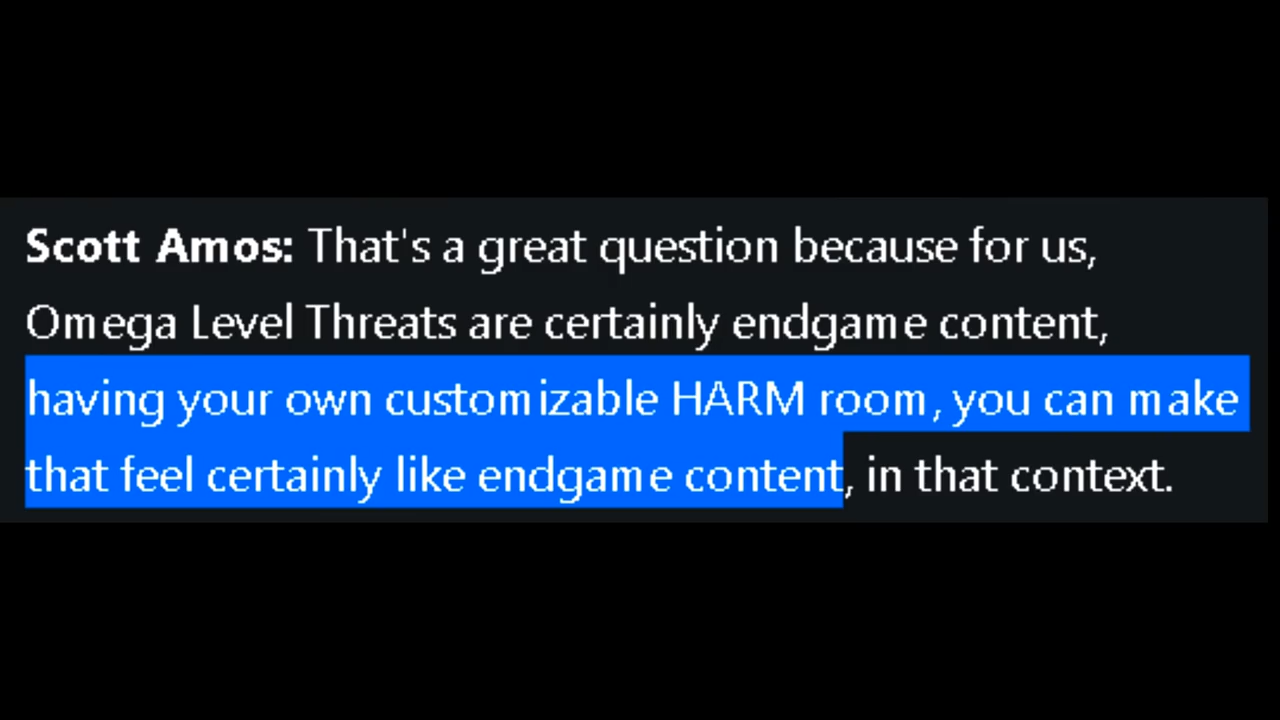 Scott Amos: That's a great question because for us,
Omega Level Threats are certainly endgame content,
having your own customizable HARM room, you can make
that feel certainly like endgame content, in that context.